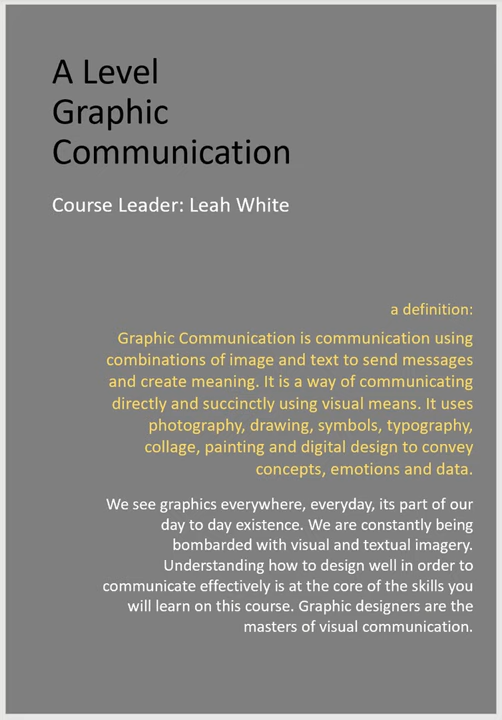 A Level
Graphic
Communication
Course Leader: Leah White
a definition:
Graphic Communication is communication using
combinations of image and text to send messages
and create meaning. It is a way of communicating
directly and succinctly using visual means. It uses
photography, drawing, symbols, typography,
collage, painting and digital design to convey
concepts, emotions and data.
We see graphics everywhere, everyday, its part of our
day to day existence. We are constantly being
bombarded with visual and textual imagery.
Understanding how to design well in order to
communicate effectively is at the core of the skills you
will learn on this course. Graphic designers are the
masters of visual communication.